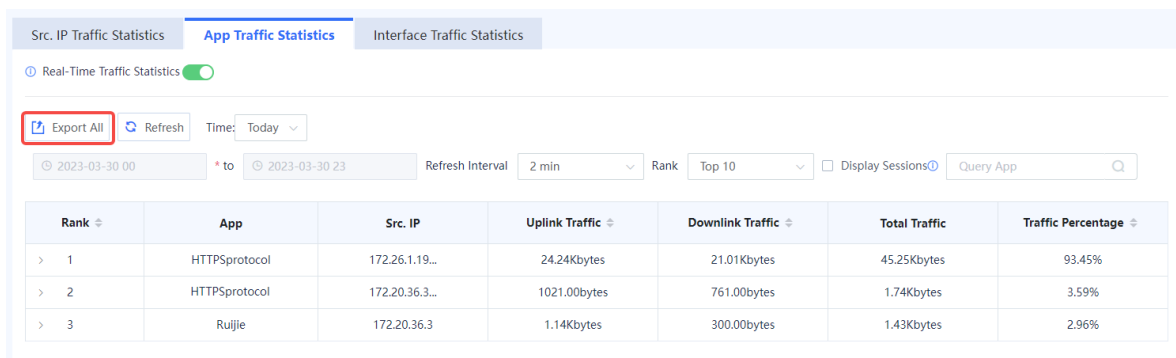 Src. IP Traffic Statistics App Traffic Statistics Interface Traffic Statistics
Real-Time Traffic Statistics
Export All Refresh Time: Today
2023-03-30 00 * to 2023-03-30 23 Refresh Interval 2 min Rank Top 10 Display Sessions Query App
Rank App Src. IP Uplink Traffic Downlink Traffic Total Traffic Traffic Percentage
1 HTTPSprotocol 172.26.1.19... 24.24Kbytes 21.01Kbytes 45.25Kbytes 93.45%
2 HTTPSprotocol 172.20.36.3... 1021.00bytes 761.00bytes 1.74Kbytes 3.59%
3 Ruijie 172.20.36.3 1.14Kbytes 300.00bytes 1.43Kbytes 2.96%